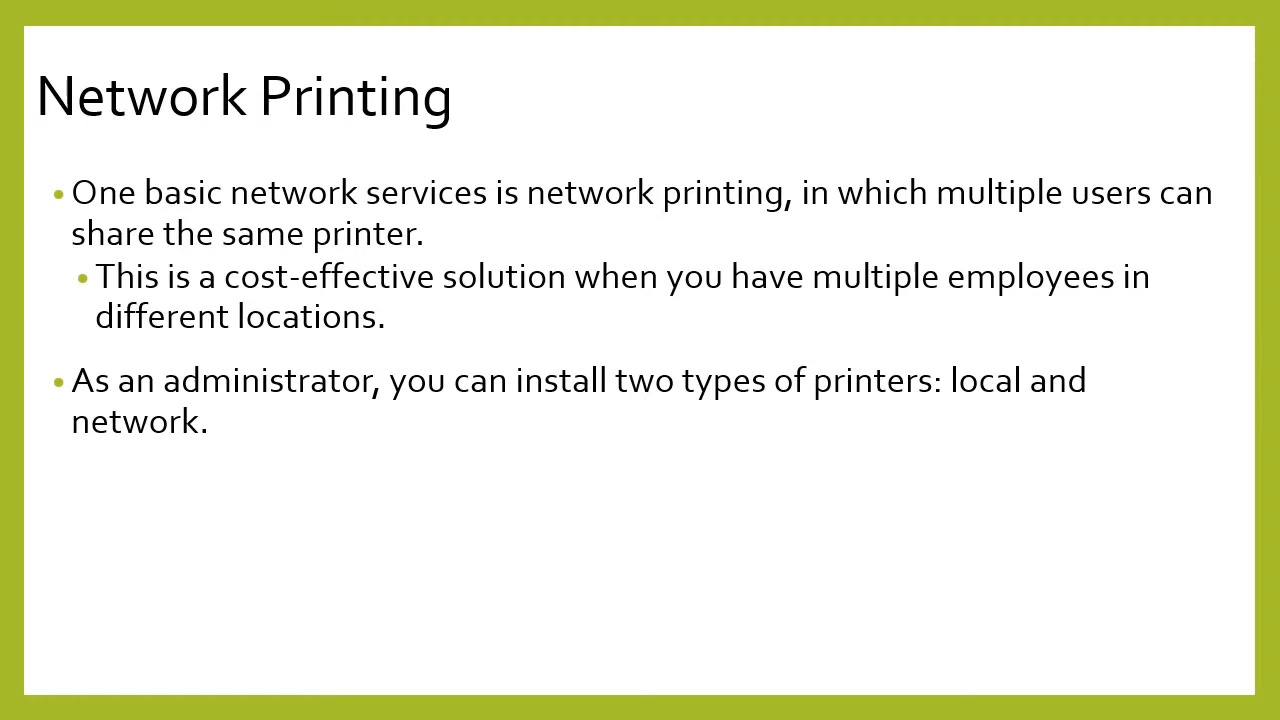 Network Printing
• One basic network services is network printing, in which multiple users can
share the same printer.
• This is a cost-effective solution when you have multiple employees in
different locations.
• As an administrator, you can install two types of printers: local and
network.